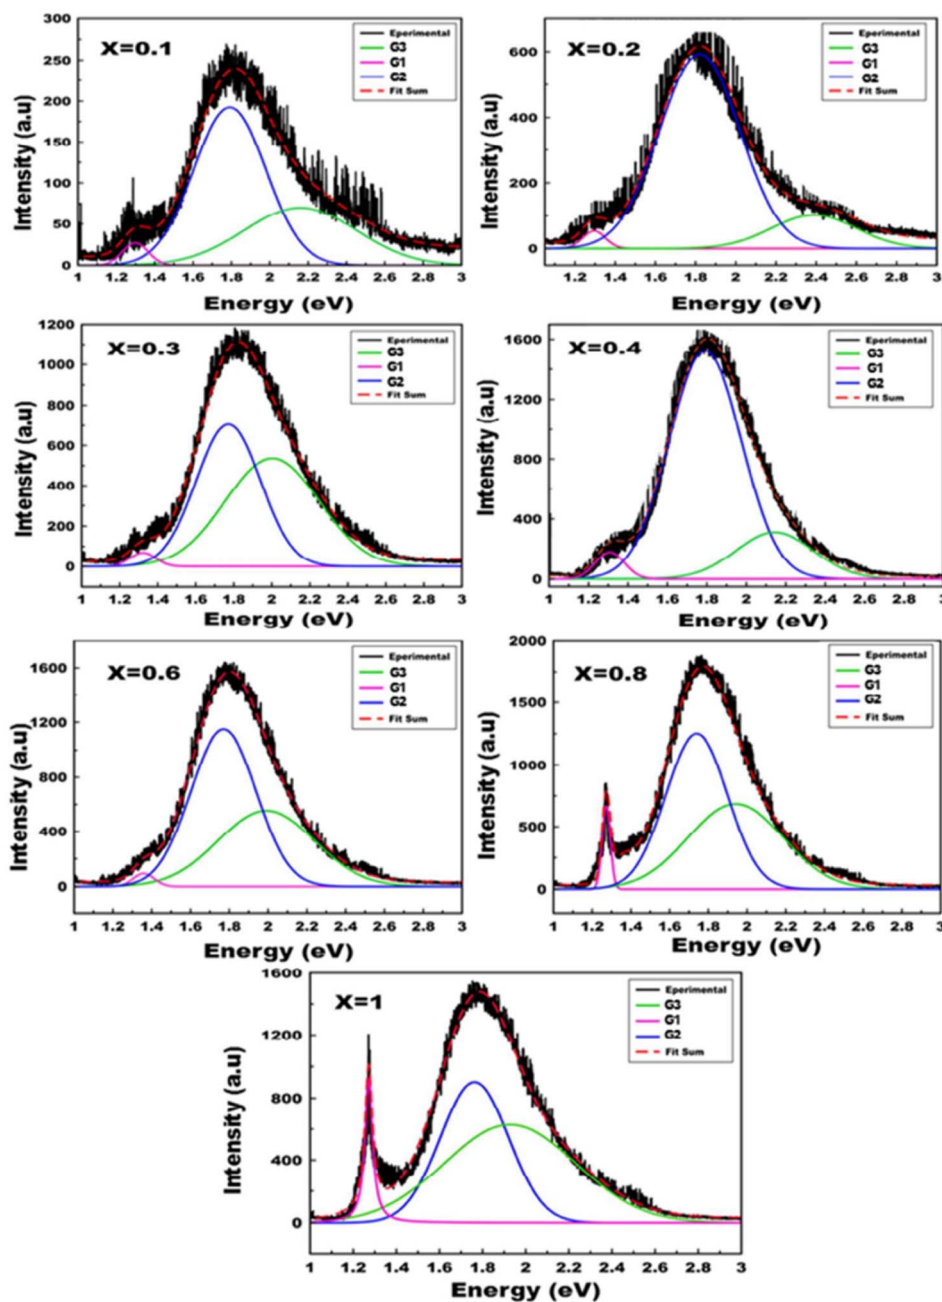 X=0.1
Eperimental
G3
G1
G2
Fit Sum
300
250
200
150
100
50
0
Intensity (a.u)
1 1.2 1.4 1.6 1.8 2 2.2 2.4 2.6 2.8 3
Energy (eV)
X=0.2
Eperimental
G3
G1
G2
Fit Sum
600
400
200
0
Intensity (a.u)
1.2 1.4 1.6 1.8 2 2.2 2.4 2.6 2.8 3
Energy (eV)
X=0.3
Eperimental
G3
G1
G2
Fit Sum
1200
1000
800
600
400
200
0
Intensity (a.u)
1 1.2 1.4 1.6 1.8 2 2.2 2.4 2.6 2.8 3
Energy (eV)
X=0.4
Eperimental
G3
G1
G2
Fit Sum
1600
1200
800
400
0
Intensity (a.u)
1 1.2 1.4 1.6 1.8 2 2.2 2.4 2.6 2.8 3
Energy (eV)
X=0.6
Eperimental
G3
G1
G2
Fit Sum
1600
1200
800
400
0
Intensity (a.u)
1 1.2 1.4 1.6 1.8 2 2.2 2.4 2.6 2.8 3
Energy (eV)
X=0.8
Eperimental
G3
G1
G2
Fit Sum
2000
1500
1000
500
0
Intensity (a.u)
1 1.2 1.4 1.6 1.8 2 2.2 2.4 2.6 2.8 3
Energy (eV)
X=1
Eperimental
G3
G1
G2
Fit Sum
1600
1200
800
400
0
Intensity (a.u)
1 1.2 1.4 1.6 1.8 2 2.2 2.4 2.6 2.8 3
Energy (eV)